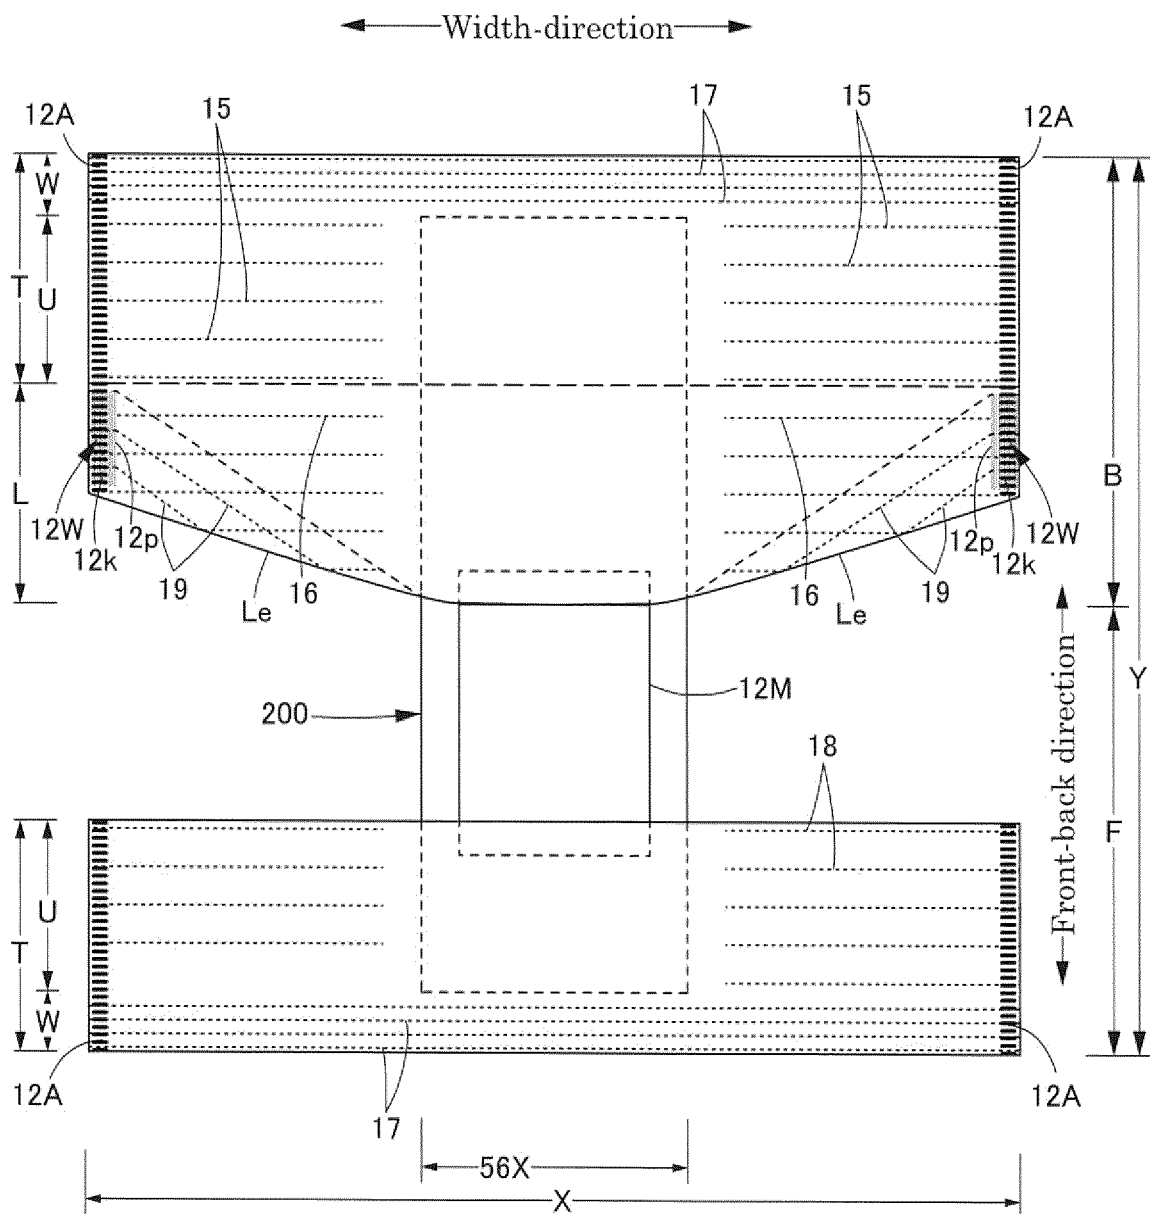 Width-direction
12A
15
17
15
12A
W
T
U
B
L
12W
12k
12p
19
Le
16
16
Le
19
12p
12k
12W
Y
Front-back direction
200
12M
18
F
U
T
W
12A
17
12A
56X
X